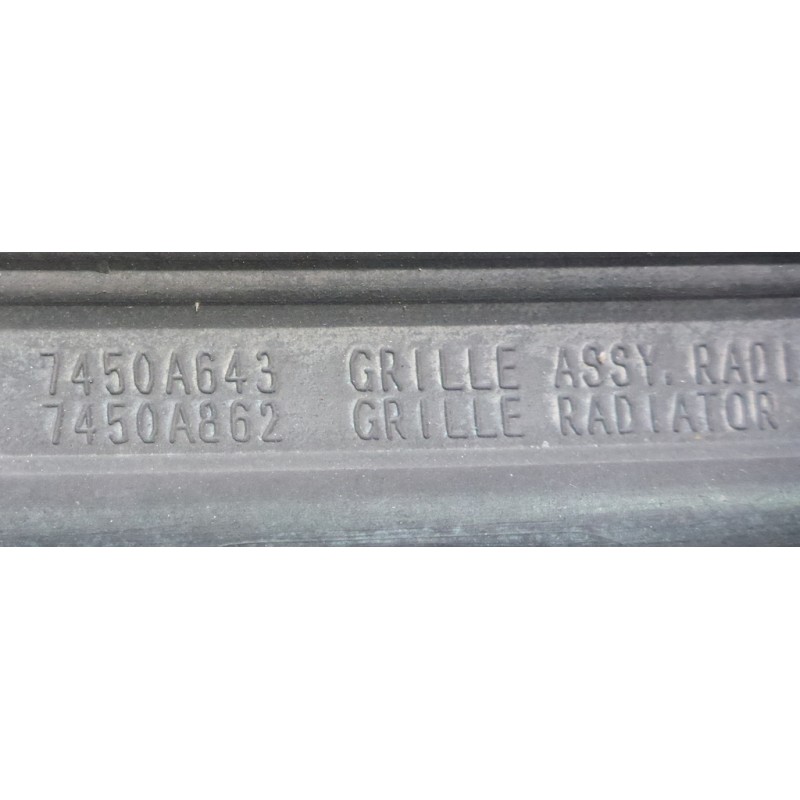 7450A643 GRILLE ASSY. RADI
7450A862 GRILLE RADIATOR